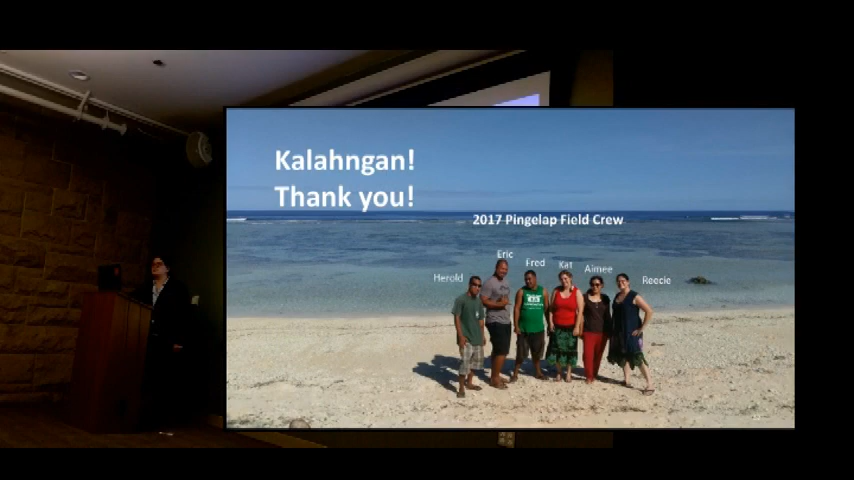 Kalahngan!
Thank you!
2017 Pingelap Field Crew
Eric
Fred
Kat
Aimee
Herold
Reecie